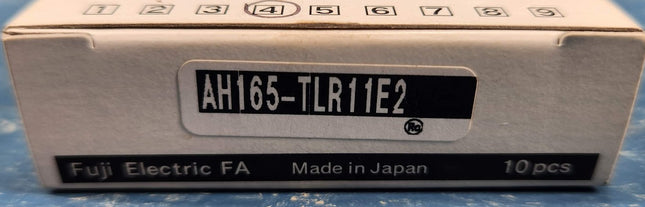 1 2 3 4 5 6 7 8 9
AH165-TLR11E2
Fuji Electric FA Made in Japan 10 pcs